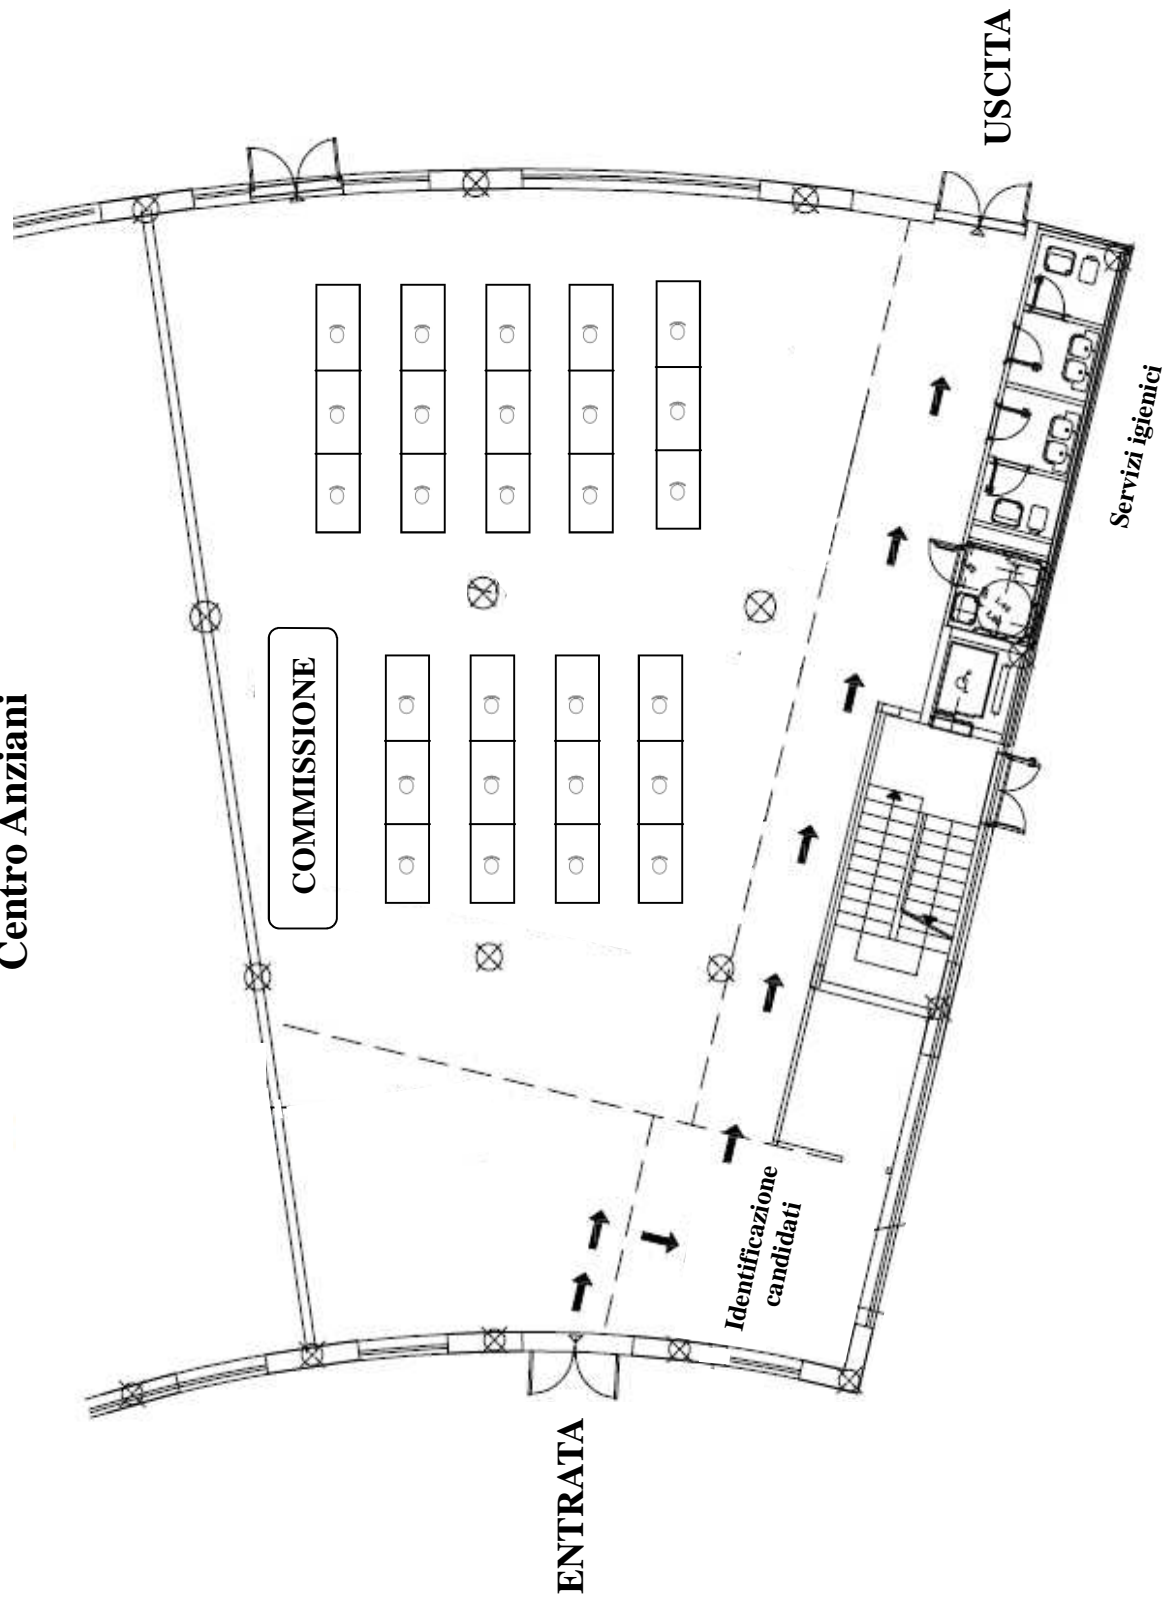 Centro Anziani
USCITA
Servizi igienici
COMMISSIONE
Identificazione
candidati
ENTRATA